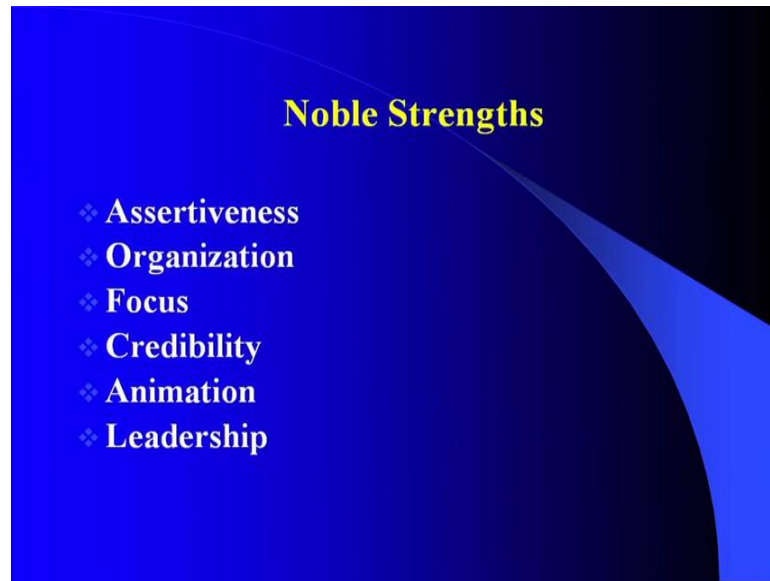 Noble Strengths
Assertiveness
Organization
Focus
Credibility
Animation
Leadership